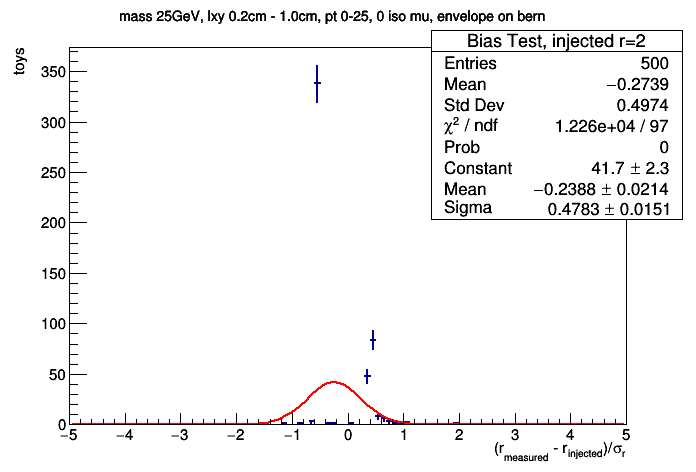 mass 25GeV, lxy 0.2cm - 1.0cm, pt 0-25, 0 iso mu, envelope on bern
Bias Test, injected r=2
Entries 500
Mean −0.2739
Std Dev 0.4974
χ² / ndf 1.226e+04 / 97
Prob 0
Constant 41.7 ± 2.3
Mean −0.2388 ± 0.0214
Sigma 0.4783 ± 0.0151
toys
350
300
250
200
150
100
50
0
−5 −4 −3 −2 −1 0 1 2 3 4 5
(r_measured - r_injected)/σ_r